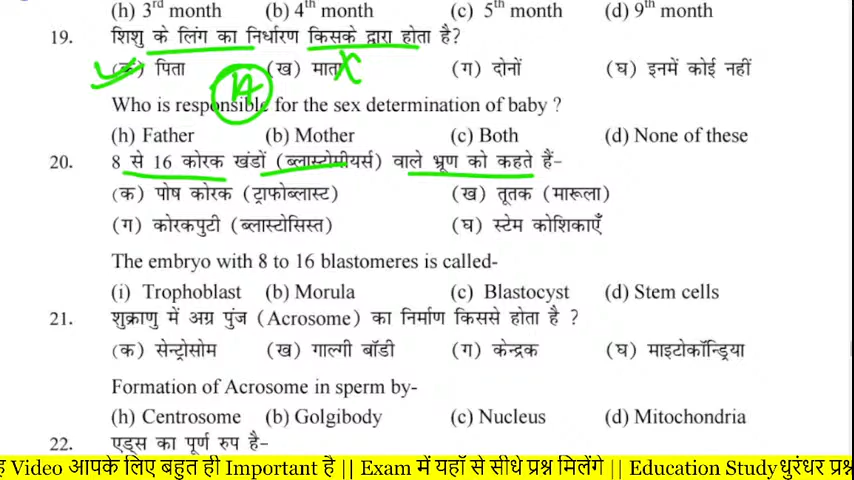 (h) 3rd month (b) 4th month (c) 5th month (d) 9th month
19. शिशु के लिंग का निर्धारण किसके द्वारा होता है?
(क) पिता (ख) माता (ग) दोनों (घ) इनमें कोई नहीं
14
Who is responsible for the sex determination of baby ?
(h) Father (b) Mother (c) Both (d) None of these
20. 8 से 16 कोरक खंडों (ब्लास्टोमीयर्स) वाले भ्रूण को कहते हैं-
(क) पोष कोरक (ट्राफोब्लास्ट) (ख) तूतक (मारूला)
(ग) कोरकपुटी (ब्लास्टोसिस्त) (घ) स्टेम कोशिकाएँ
The embryo with 8 to 16 blastomeres is called-
(i) Trophoblast (b) Morula (c) Blastocyst (d) Stem cells
21. शुक्राणु में अग्र पुंज (Acrosome) का निर्माण किससे होता है ?
(क) सेन्ट्रोसोम (ख) गाल्गी बॉडी (ग) केन्द्रक (घ) माइटोकॉन्ड्रिया
Formation of Acrosome in sperm by-
(h) Centrosome (b) Golgibody (c) Nucleus (d) Mitochondria
22. एड्स का पूर्ण रुप है-
Video आपके लिए बहुत ही Important है || Exam में यहाँ से सीधे प्रश्न मिलेंगे || Education Study धुरंधर प्रश्न